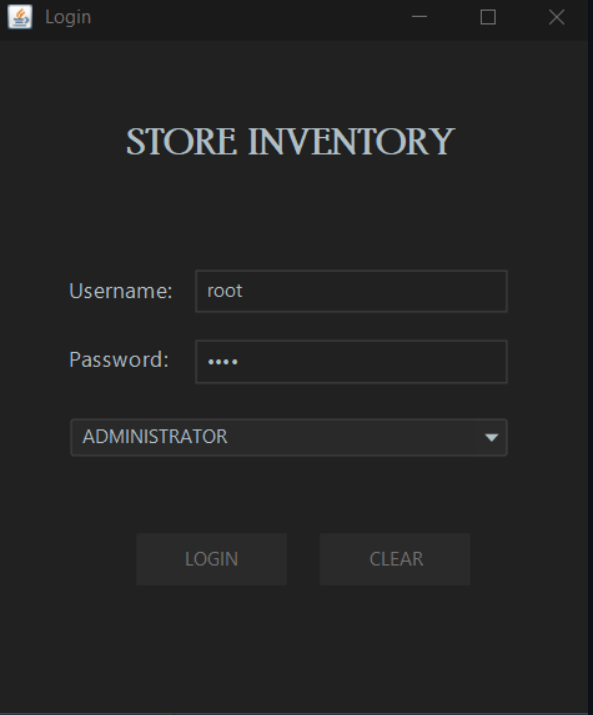 Login
STORE INVENTORY
Username: root
Password: ••••
ADMINISTRATOR
LOGIN CLEAR